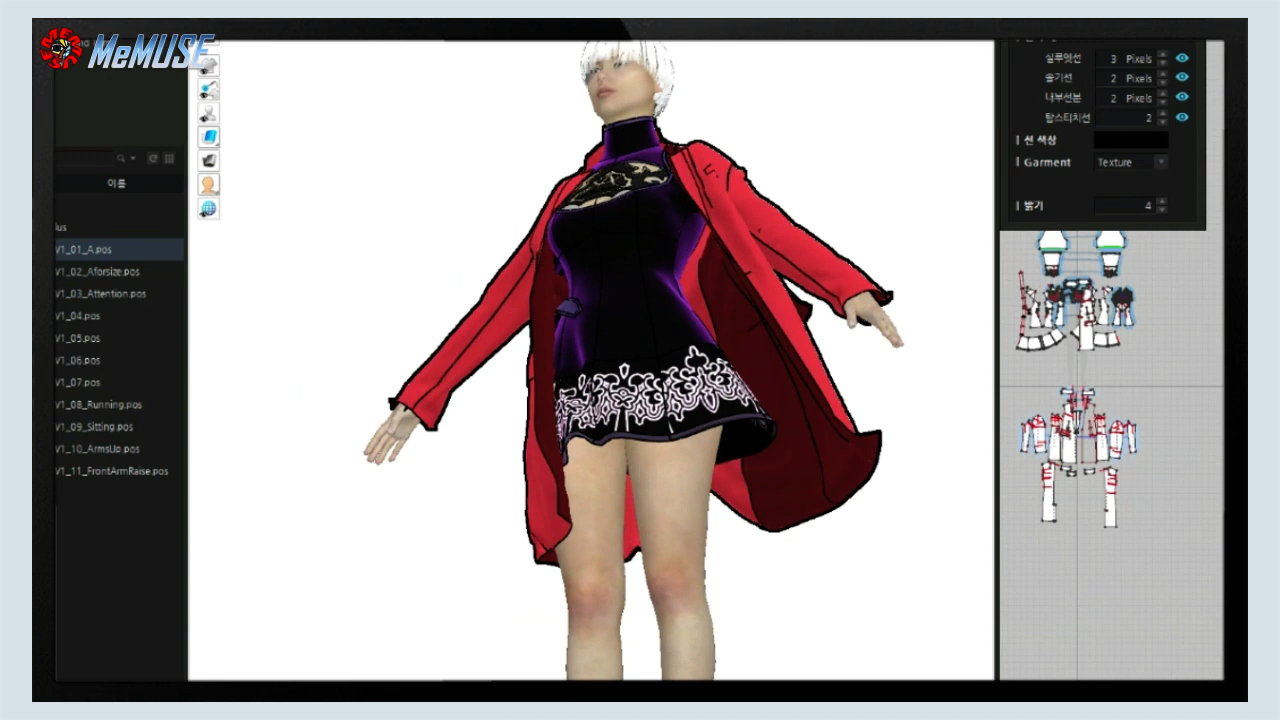 MeMUSE
이름
lus
V1_01_A.pos
V1_02_Aforsize.pos
V1_03_Attention.pos
V1_04.pos
V1_05.pos
V1_06.pos
V1_07.pos
V1_08_Running.pos
V1_09_Sitting.pos
V1_10_ArmsUp.pos
V1_11_FrontArmRaise.pos
실루엣선 3 Pixels
솔기선 2 Pixels
내부선분 2 Pixels
탑스티치선 2
선 색상
Garment Texture
밝기 4